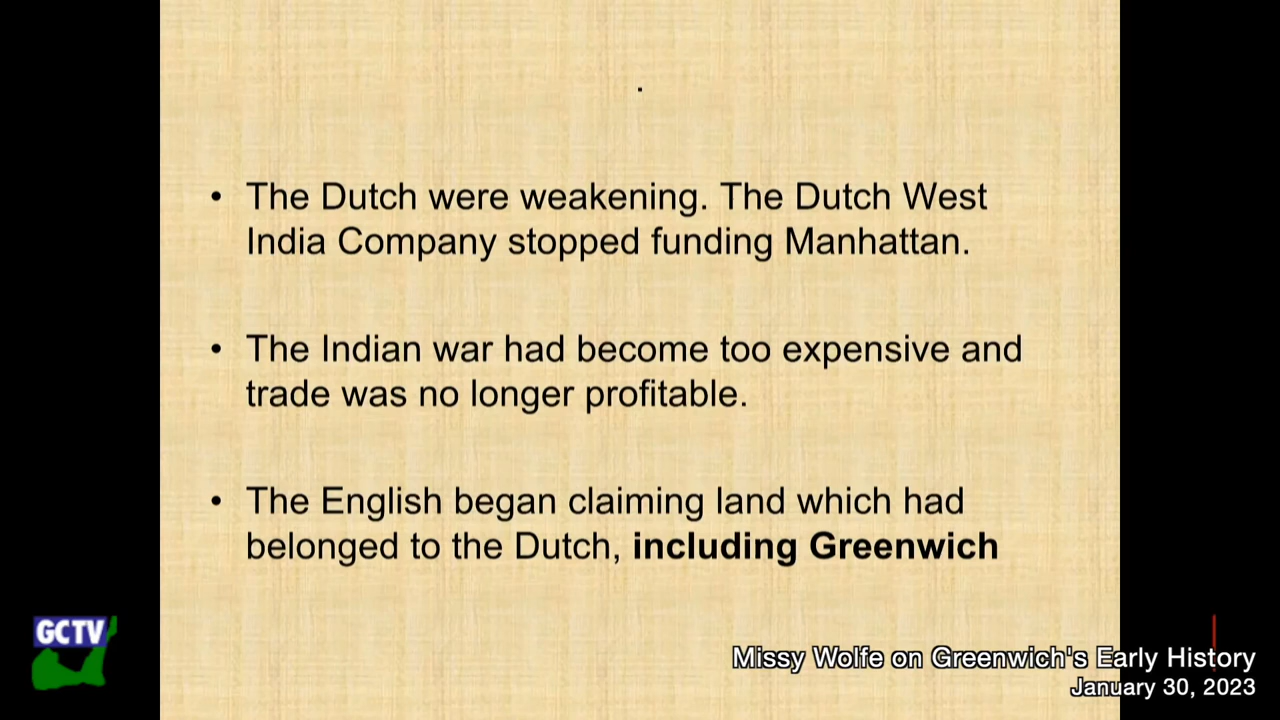 .
• The Dutch were weakening. The Dutch West
India Company stopped funding Manhattan.
• The Indian war had become too expensive and
trade was no longer profitable.
• The English began claiming land which had
belonged to the Dutch, including Greenwich
GCTV
Missy Wolfe on Greenwich's Early History
January 30, 2023